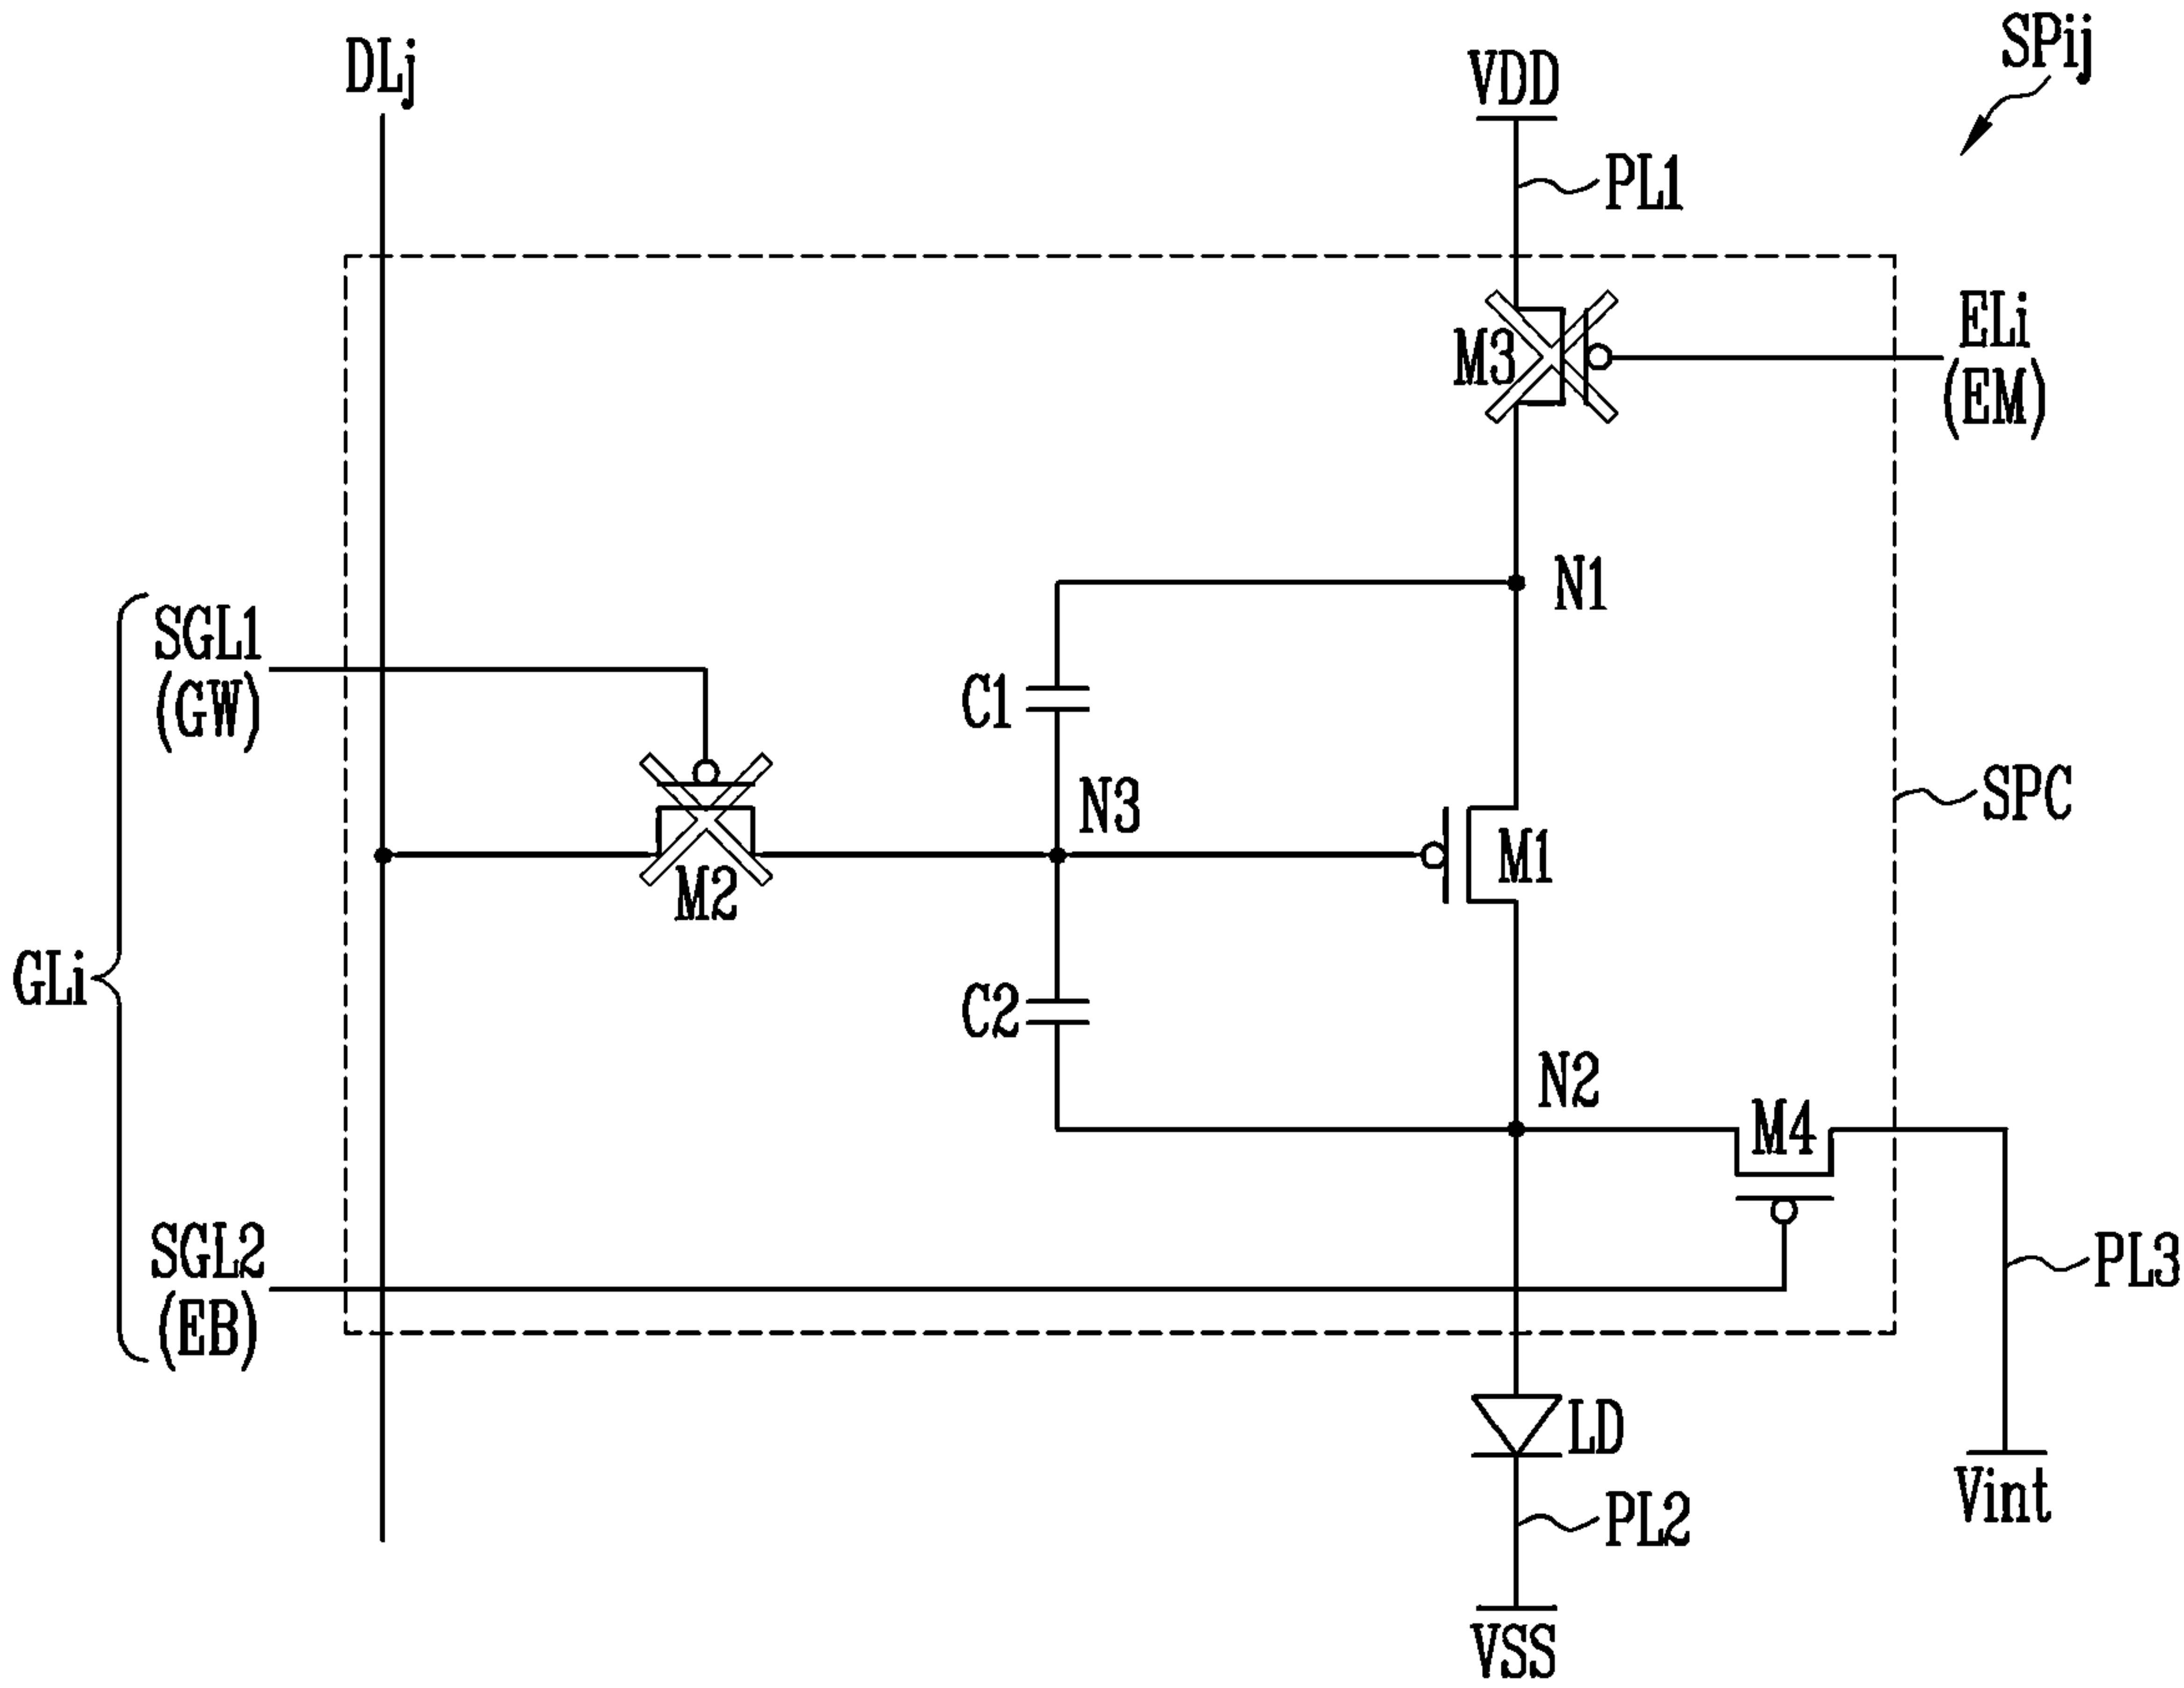 DLj
VDD
SPij
PL1
M3
ELi
(EM)
N1
SGL1
(GW)
C1
N3
SPC
M1
M2
GLi
C2
N2
M4
SGL2
(EB)
PL3
LD
Vint
PL2
VSS